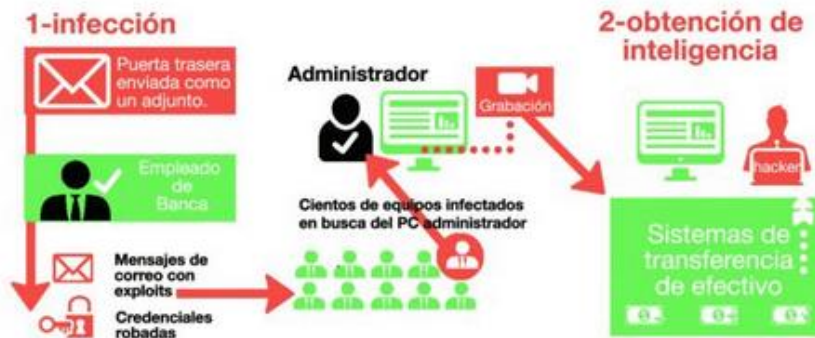 1-infección
Puerta trasera
enviada como
un adjunto.
Empleado
de
Banca
Mensajes de
correo con
exploits
Credenciales
robadas
Administrador
Grabación
Cientos de equipos infectados
en busca del PC administrador
2-obtención de
inteligencia
hacker
Sistemas de
transferencia
de efectivo